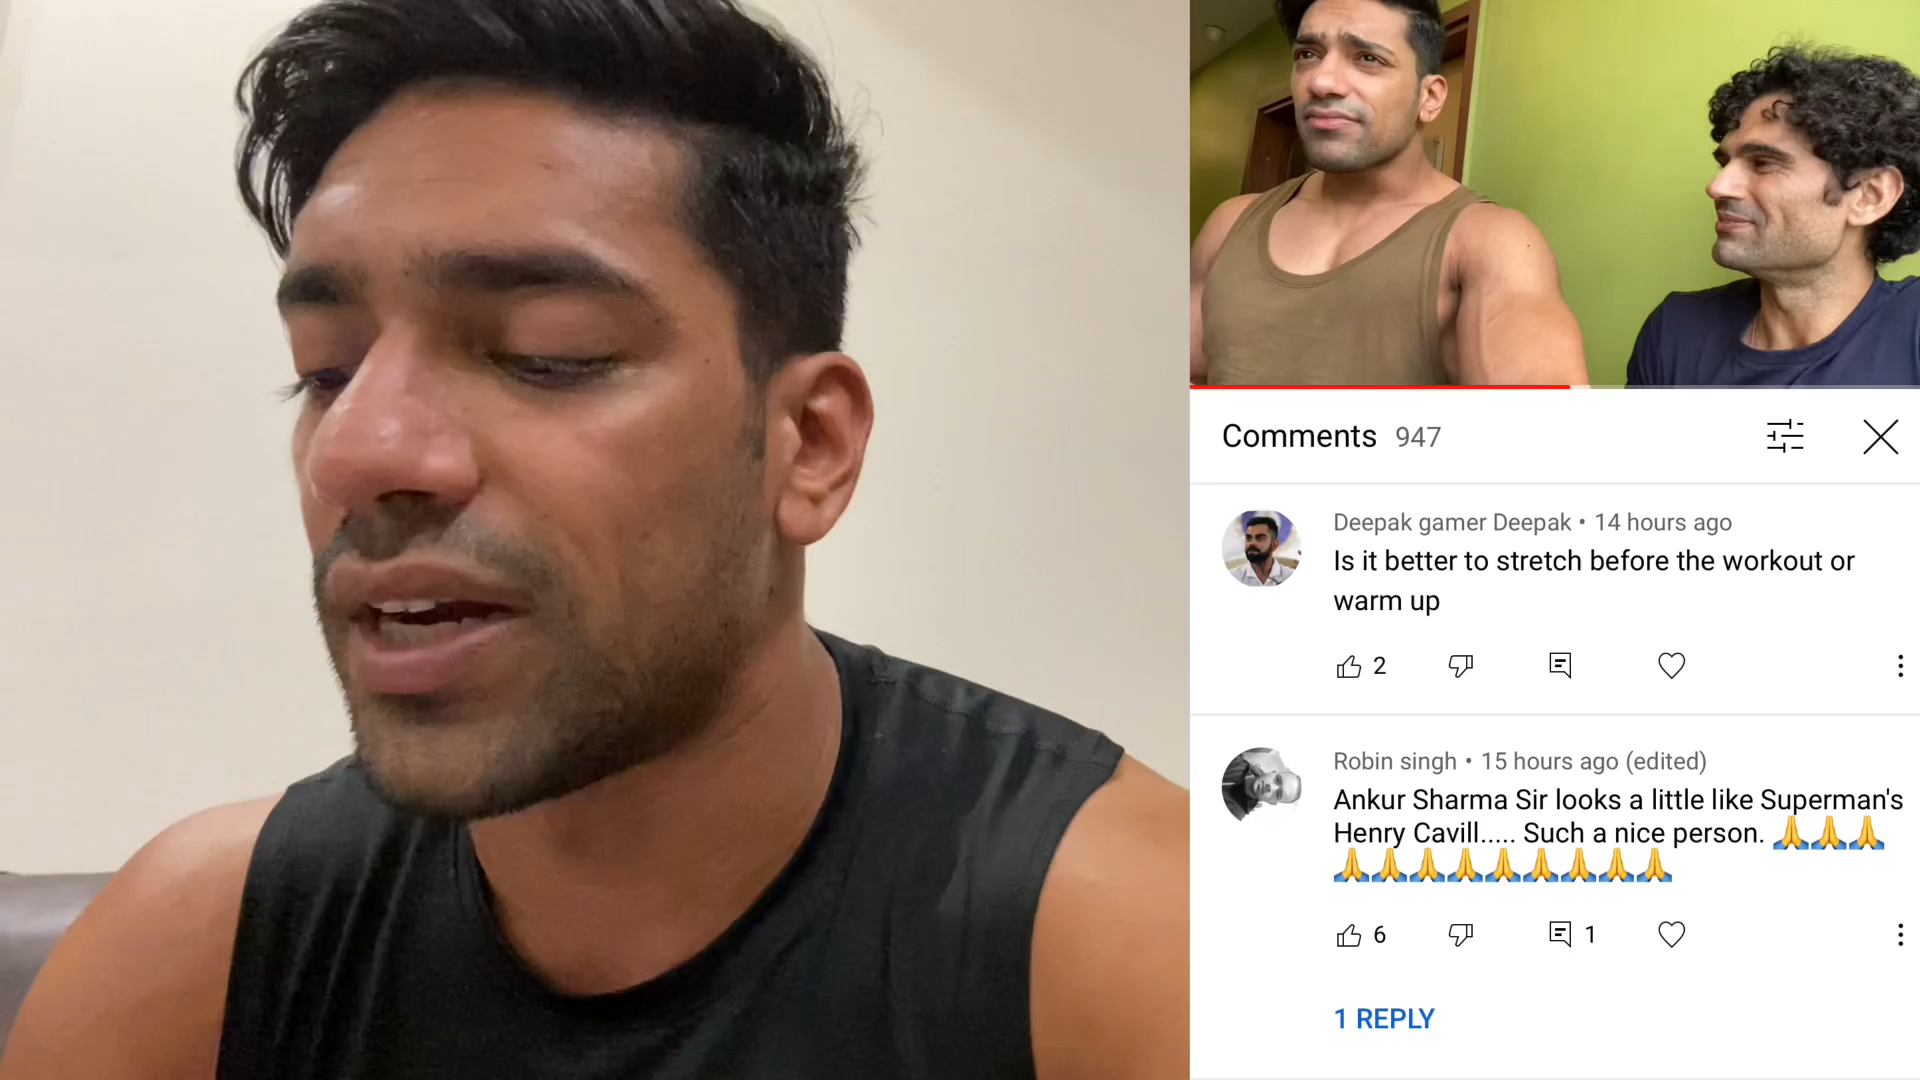 Comments 947
Deepak gamer Deepak • 14 hours ago
Is it better to stretch before the workout or
warm up
2
Robin singh • 15 hours ago (edited)
Ankur Sharma Sir looks a little like Superman's
Henry Cavill..... Such a nice person. 🙏🙏🙏
🙏🙏🙏🙏🙏🙏🙏🙏🙏
6 1
1 REPLY